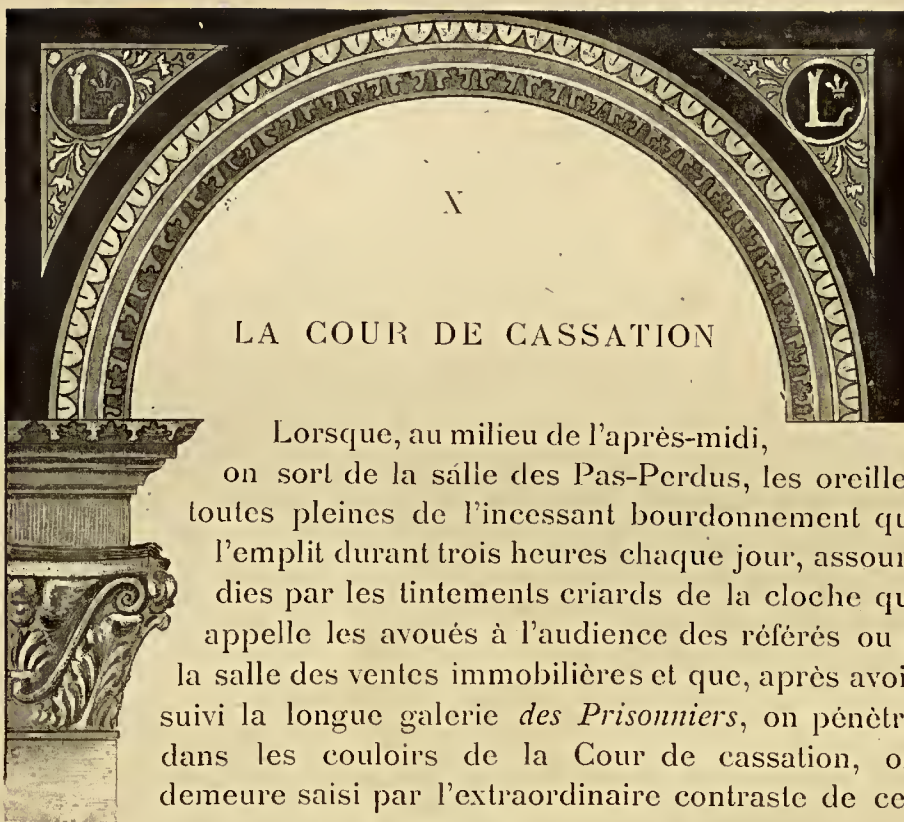 L
L
X
LA COUR DE CASSATION
Lorsque, au milieu de l'après-midi,
on sort de la sálle des Pas-Perdus, les oreille
toutes pleines de l'incessant bourdonnement qu
l'emplit durant trois heures chaque jour, assour
dies par les tintements criards de la cloche qu
appelle les avoués à l'audience des référés ou
la salle des ventes immobilières et que, après avoi
suivi la longue galerie des Prisonniers, on pénètr
dans les couloirs de la Cour de cassation, o
demeure saisi par l'extraordinaire contraste de ce